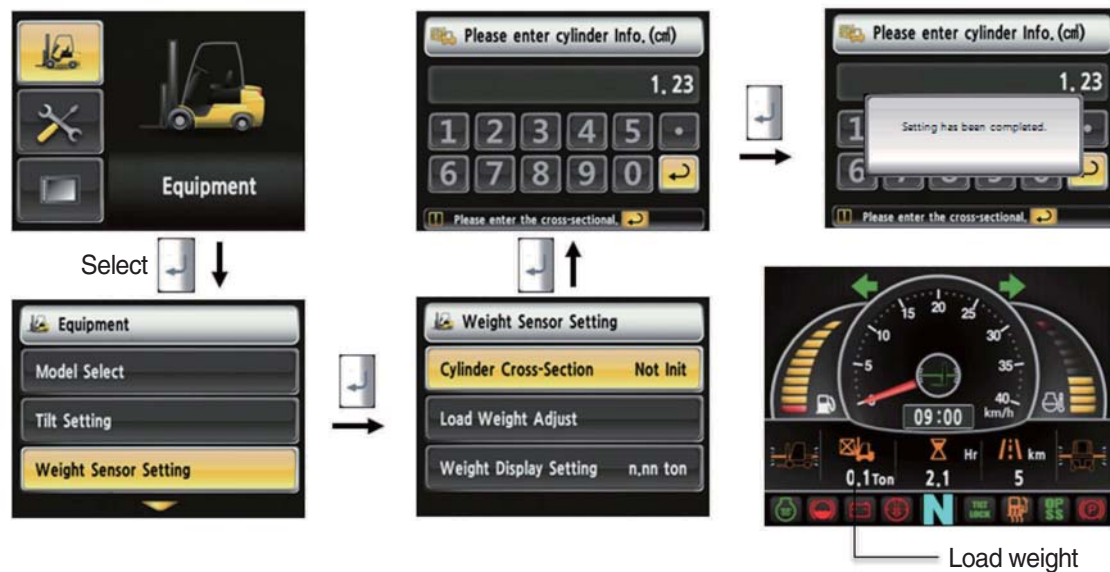 Equipment
Select
Equipment
Model Select
Tilt Setting
Weight Sensor Setting
Please enter cylinder Info. (㎠)
1.23
1 2 3 4 5 .
6 7 8 9 0
Please enter the cross-sectional.
Weight Sensor Setting
Cylinder Cross-Section Not Init
Load Weight Adjust
Weight Display Setting n.nn ton
Please enter cylinder Info. (㎠)
1.23
Setting has been completed.
Please enter the cross-sectional.
5 10 15 20 25 30 35 40
km/h
09:00
Hr km
0.1Ton 2.1 5
N TILT LOCK OP SS P
Load weight